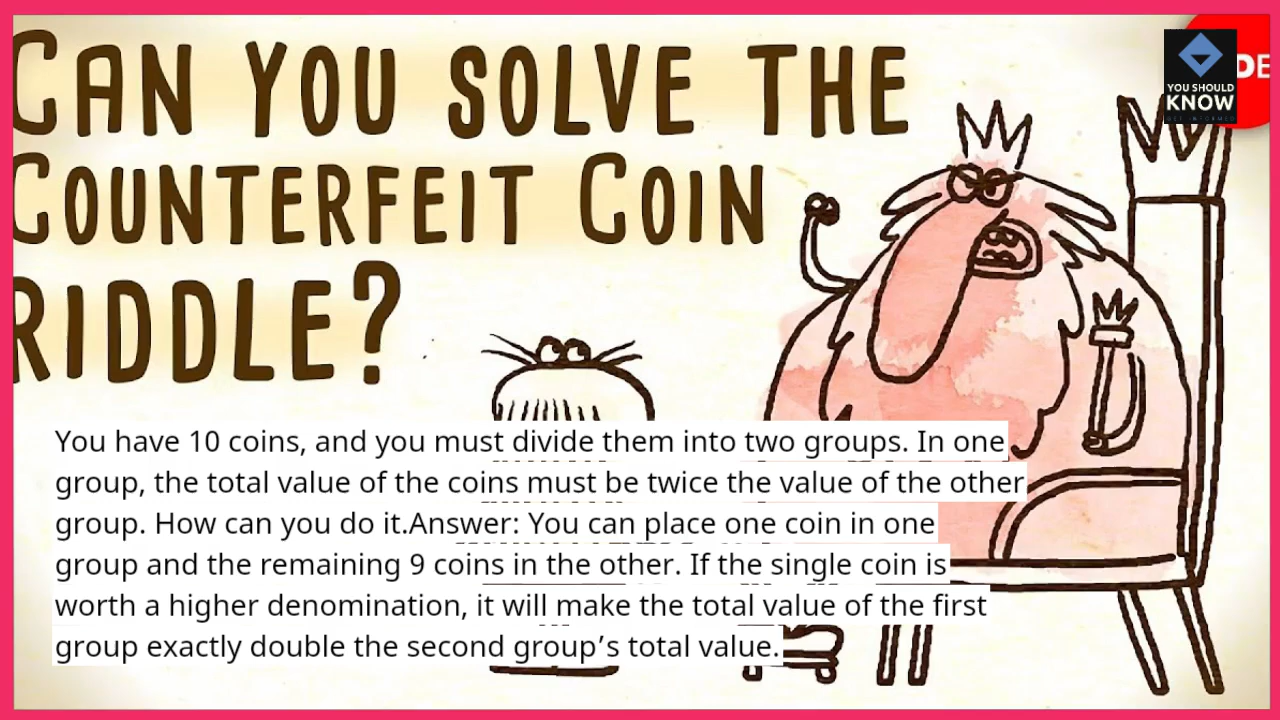 CAN YOU SOLVE THE
COUNTERFEIT COIN
RIDDLE?
DE
YOU SHOULD
KNOW
GET INFORMED
You have 10 coins, and you must divide them into two groups. In one
group, the total value of the coins must be twice the value of the other
group. How can you do it.Answer: You can place one coin in one
group and the remaining 9 coins in the other. If the single coin is
worth a higher denomination, it will make the total value of the first
group exactly double the second group’s total value.